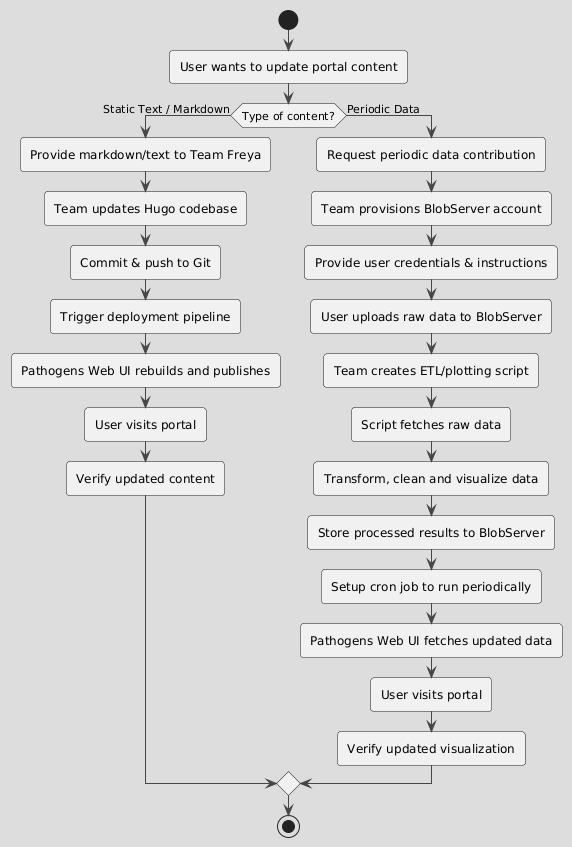 User wants to update portal content
Type of content?
Static Text / Markdown
Periodic Data
Provide markdown/text to Team Freya
Team updates Hugo codebase
Commit & push to Git
Trigger deployment pipeline
Pathogens Web UI rebuilds and publishes
User visits portal
Verify updated content
Request periodic data contribution
Team provisions BlobServer account
Provide user credentials & instructions
User uploads raw data to BlobServer
Team creates ETL/plotting script
Script fetches raw data
Transform, clean and visualize data
Store processed results to BlobServer
Setup cron job to run periodically
Pathogens Web UI fetches updated data
User visits portal
Verify updated visualization